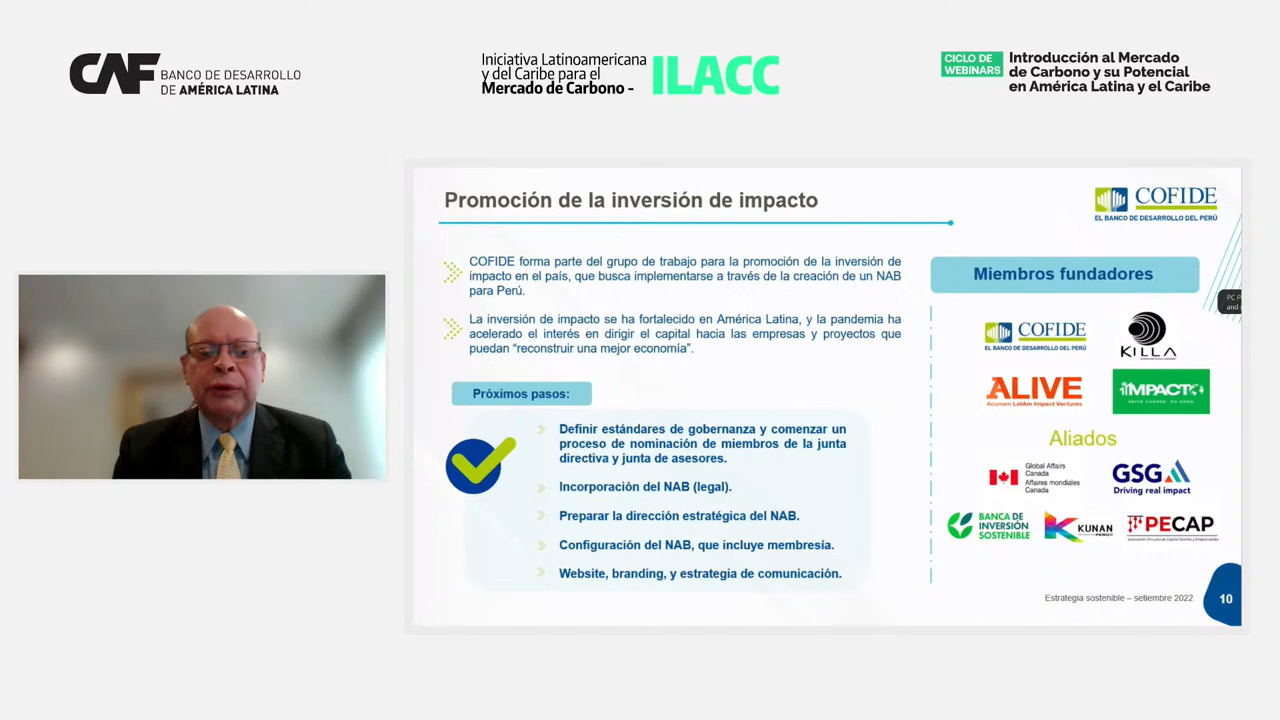 CAF BANCO DE DESARROLLO
DE AMÉRICA LATINA
Iniciativa Latinoamericana
y del Caribe para el
Mercado de Carbono -
ILACC
CICLO DE
WEBINARS
Introducción al Mercado
de Carbono y su Potencial
en América Latina y el Caribe
Promoción de la inversión de impacto
COFIDE
EL BANCO DE DESARROLLO DEL PERÚ
COFIDE forma parte del grupo de trabajo para la promoción de la inversión de
impacto en el país, que busca implementarse a través de la creación de un NAB
para Perú.
La inversión de impacto se ha fortalecido en América Latina, y la pandemia ha
acelerado el interés en dirigir el capital hacia las empresas y proyectos que
puedan “reconstruir una mejor economía”.
Próximos pasos:
Definir estándares de gobernanza y comenzar un
proceso de nominación de miembros de la junta
directiva y junta de asesores.
Incorporación del NAB (legal).
Preparar la dirección estratégica del NAB.
Configuración del NAB, que incluye membresía.
Website, branding, y estrategia de comunicación.
Miembros fundadores
COFIDE
EL BANCO DE DESARROLLO DEL PERÚ
KILLA
ALIVE
Acumen LatAm Impact Ventures
IMPACTO
Aliados
Global Affairs
Canada
Affaires mondiales
Canada
GSG
Driving real impact
BANCA DE
INVERSIÓN
SOSTENIBLE
KUNAN
PECAP
Estrategia sostenible – setiembre 2022
10